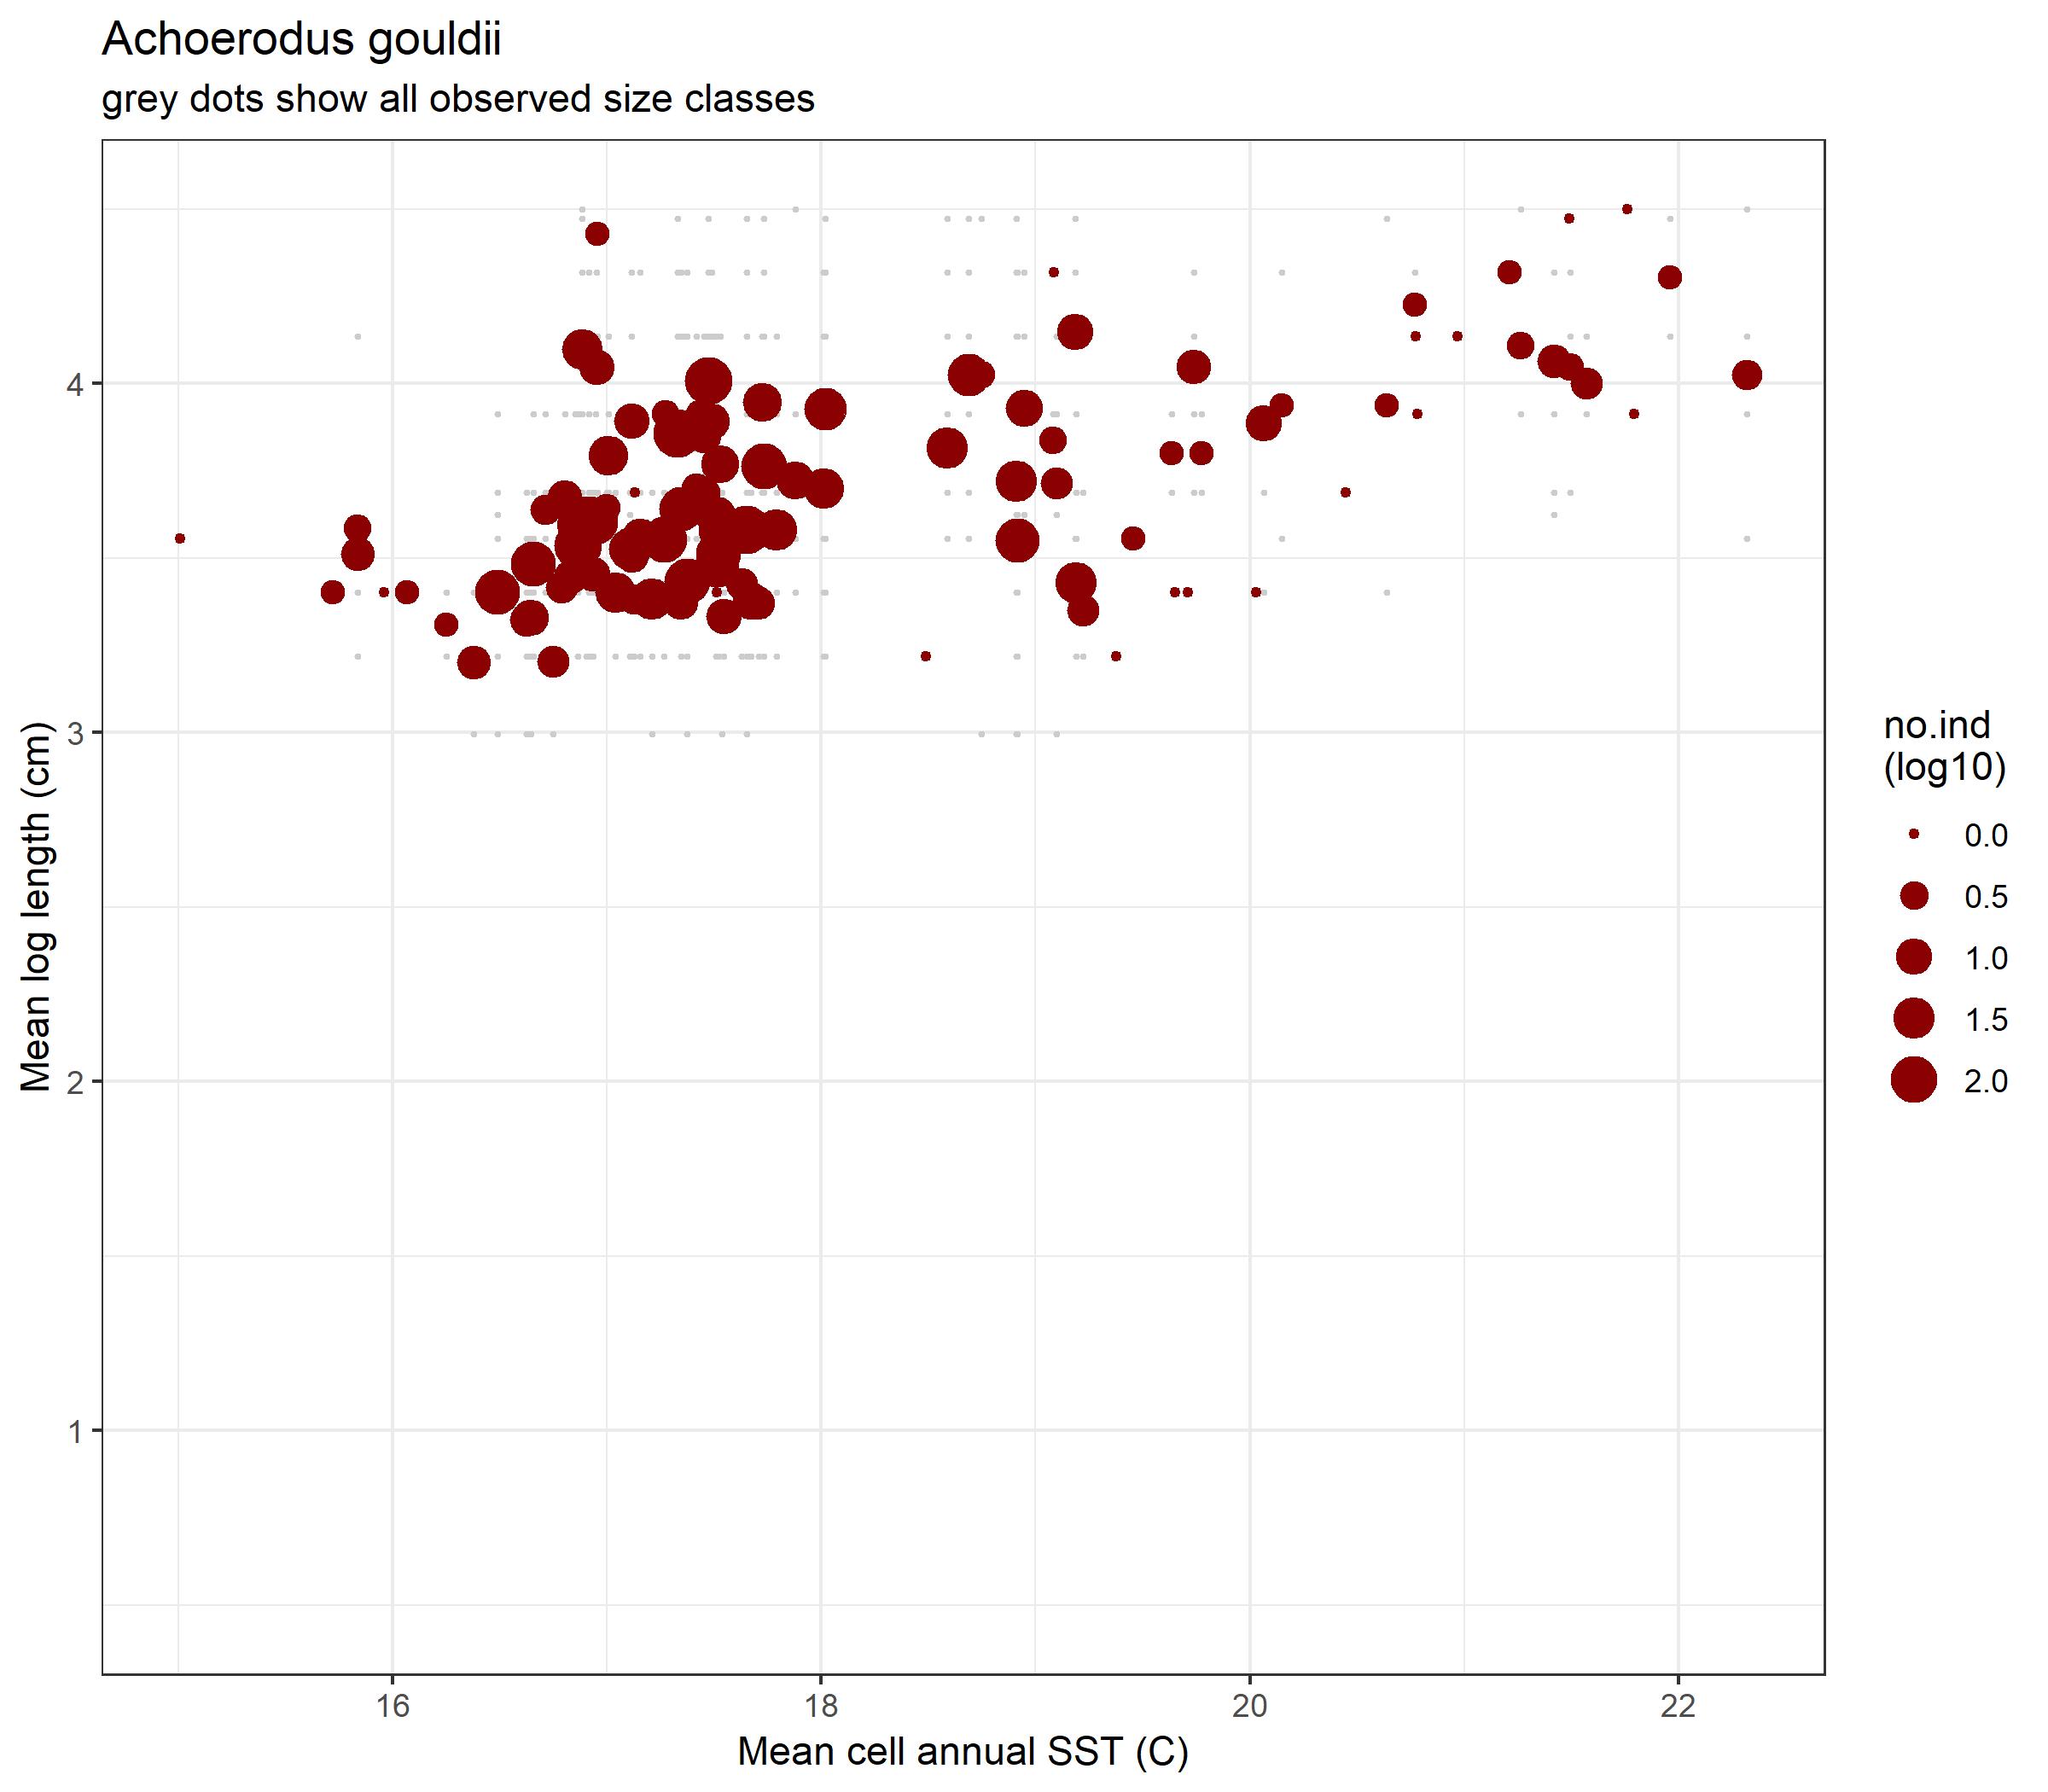 Achoerodus gouldii
grey dots show all observed size classes
Mean log length (cm)
4
3
2
1
16
18
20
22
Mean cell annual SST (C)
no.ind
(log10)
0.0
0.5
1.0
1.5
2.0